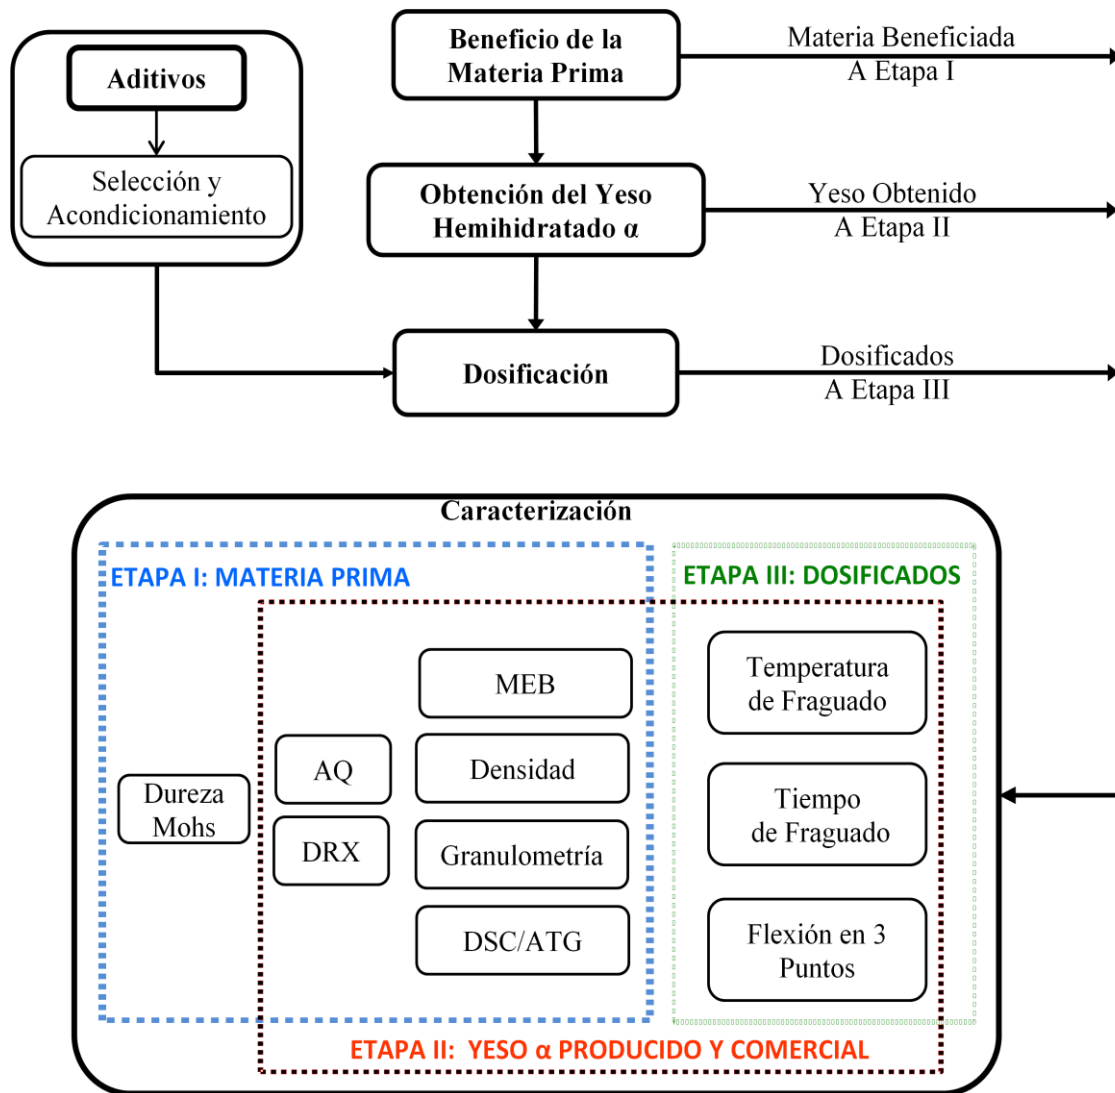 Aditivos
Selección y
Acondicionamiento
Beneficio de la
Materia Prima
Materia Beneficiada
A Etapa I
Obtención del Yeso
Hemihidratado α
Yeso Obtenido
A Etapa II
Dosificación
Dosificados
A Etapa III
Caracterización
ETAPA I: MATERIA PRIMA
ETAPA III: DOSIFICADOS
Dureza
Mohs
AQ
DRX
MEB
Densidad
Granulometría
DSC/ATG
Temperatura
de Fraguado
Tiempo
de Fraguado
Flexión en 3
Puntos
ETAPA II: YESO α PRODUCIDO Y COMERCIAL